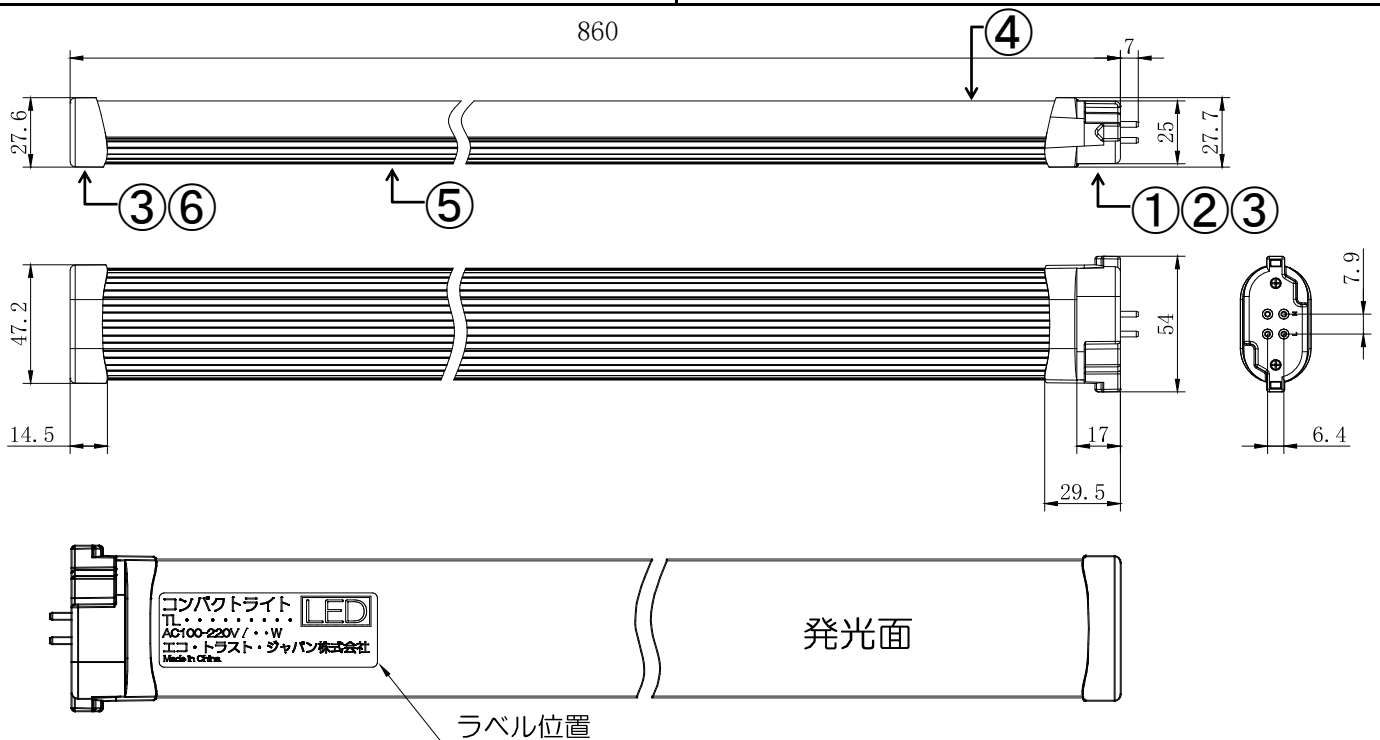 860
④
7
27.6
25
27.7
③⑥
⑤
①②③
47.2
54
7.9
14.5
17
6.4
29.5
コンパクトライト LED
TL・・・・・・・・・
AC100-220V / ・・W
エコ・トラスト・ジャパン株式会社
Made In China
発光面
ラベル位置